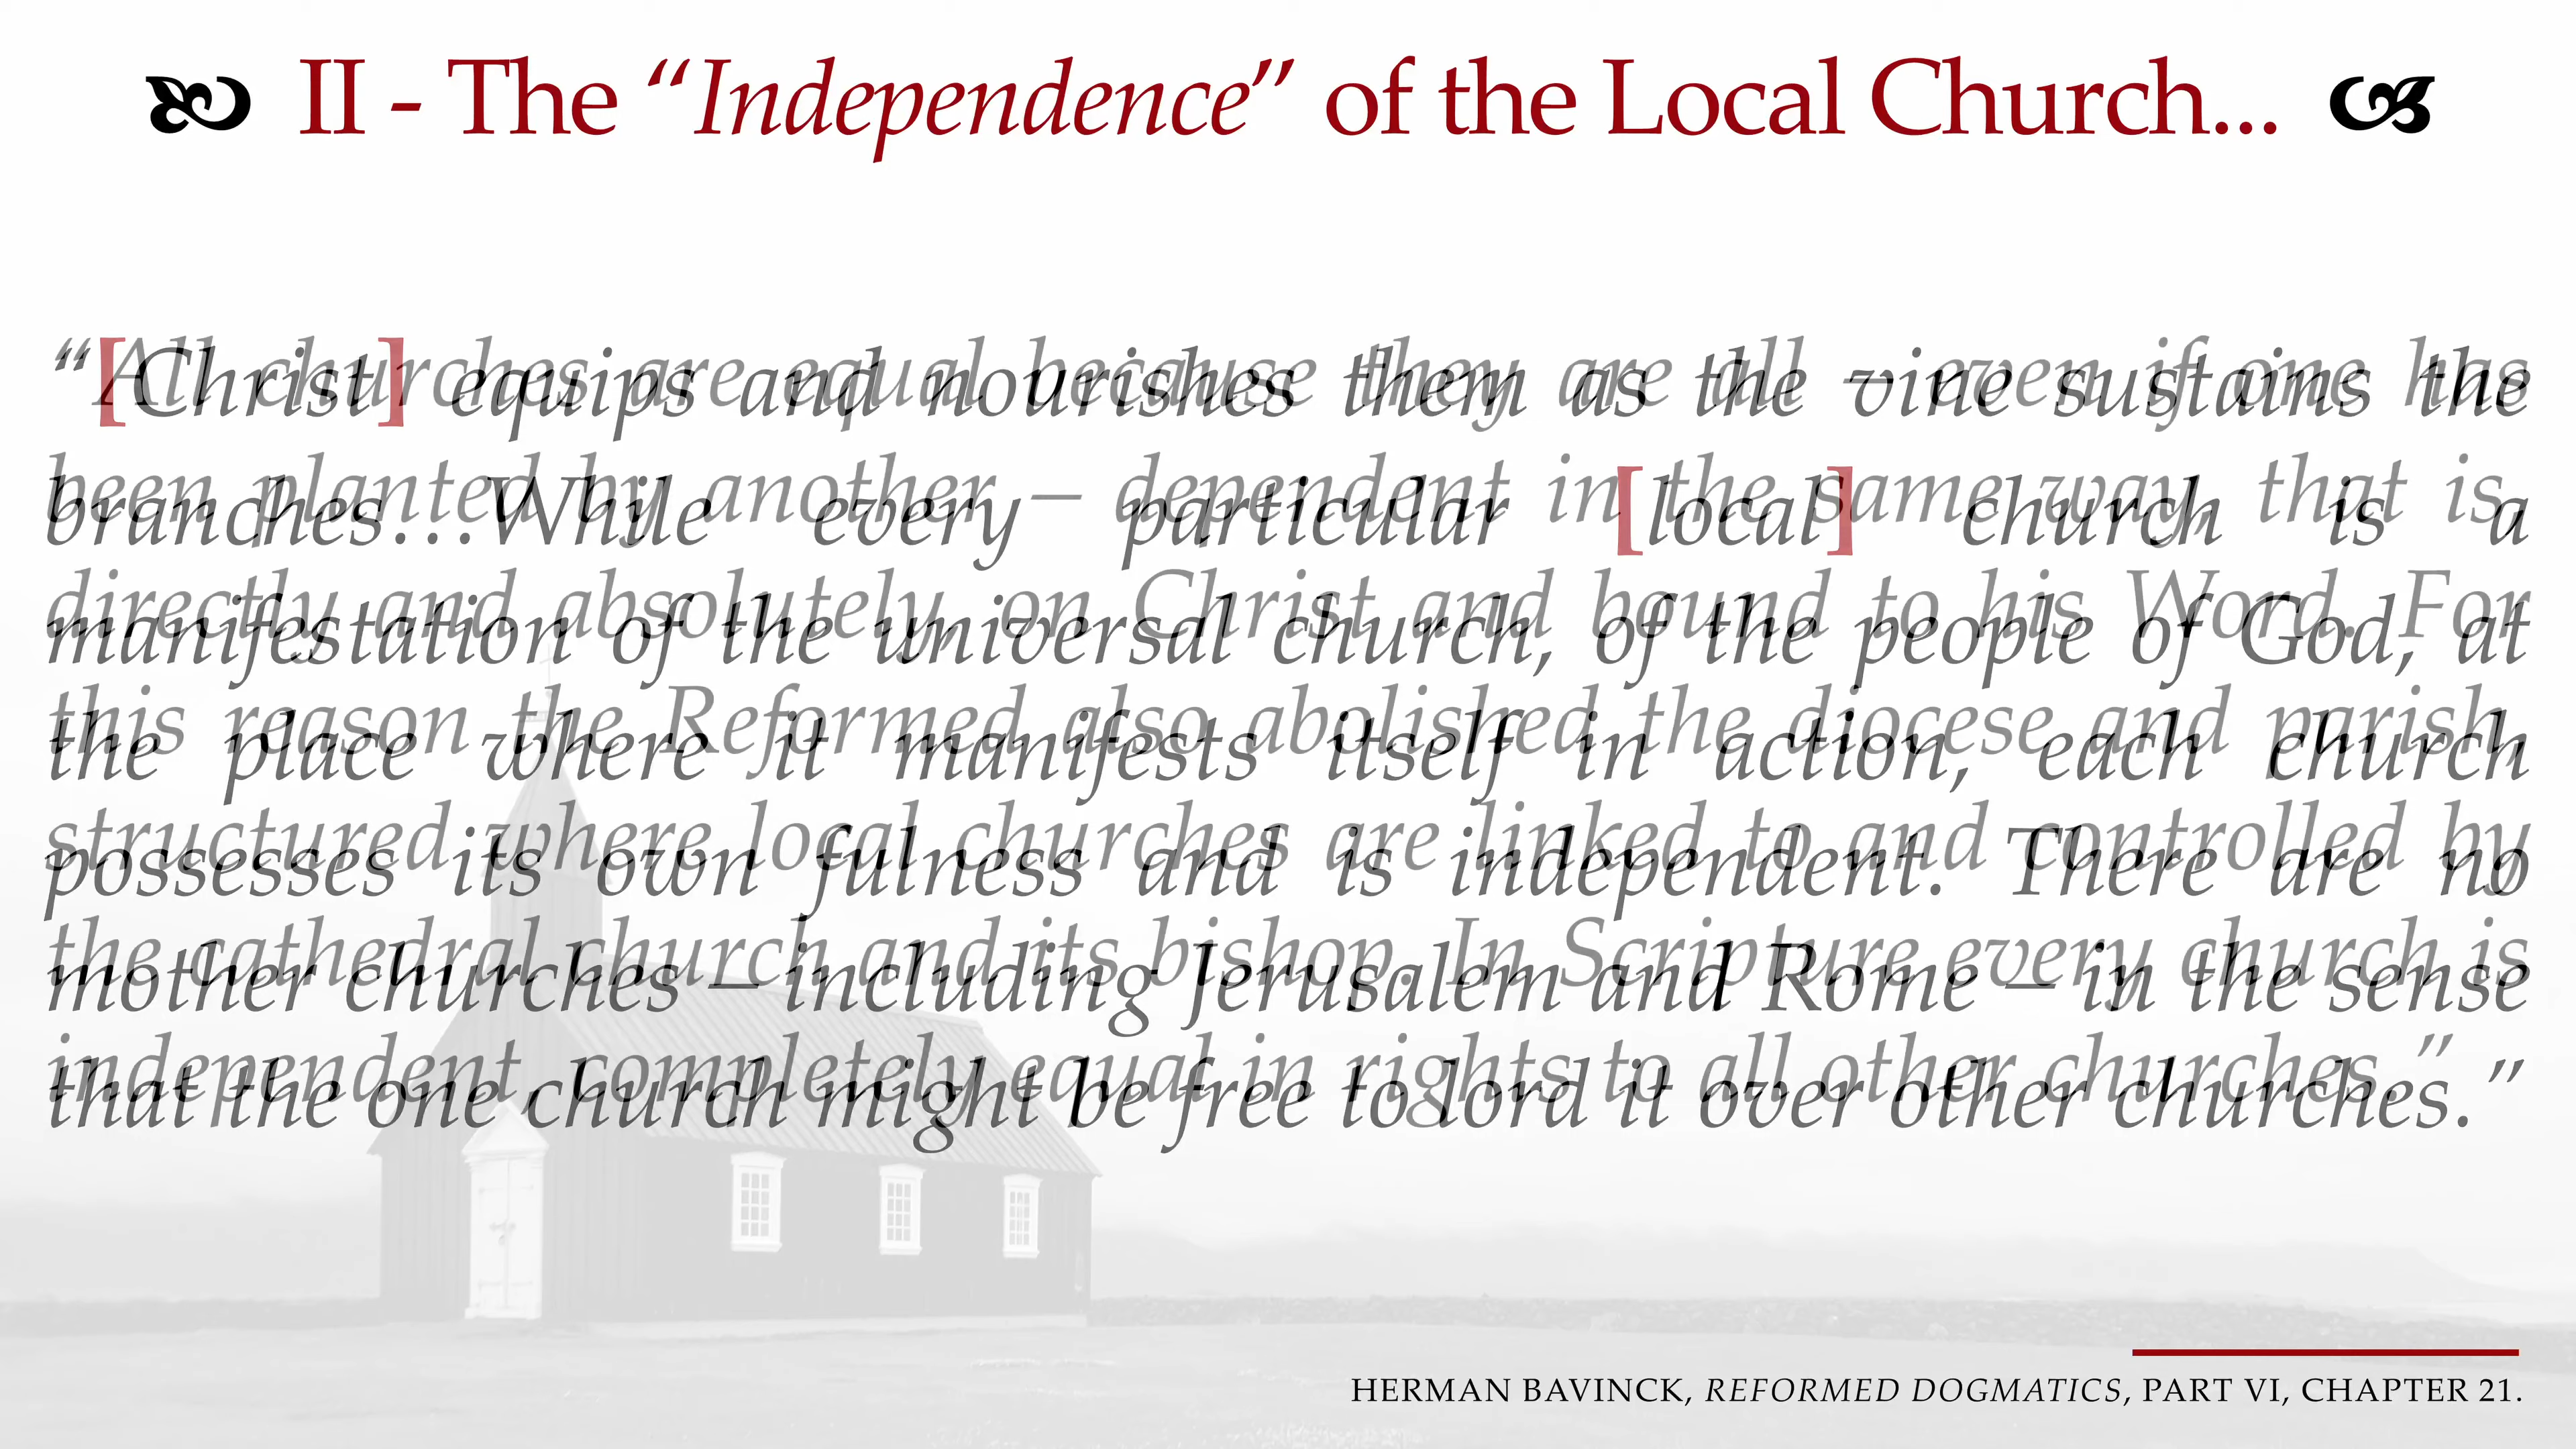 II - The “Independence” of the Local Church...
“[Christ] equips and nourishes them as the vine sustains the
branches…While every particular [local] church is a
manifestation of the universal church, of the people of God, at
the place where it manifests itself in action, each church
possesses its own fulness and is independent. There are no
mother churches – including Jerusalem and Rome – in the sense
that the one church might be free to lord it over other churches.”
“All churches are equal because they are all – even if one has
been planted by another – dependent in the same way, that is,
directly and absolutely, on Christ and bound to his Word. For
this reason the Reformed also abolished the diocese and parish,
structured where local churches are linked to and controlled by
the cathedral church and its bishop. In Scripture every church is
independent, completely equal in rights to all other churches.”
HERMAN BAVINCK, REFORMED DOGMATICS, PART VI, CHAPTER 21.